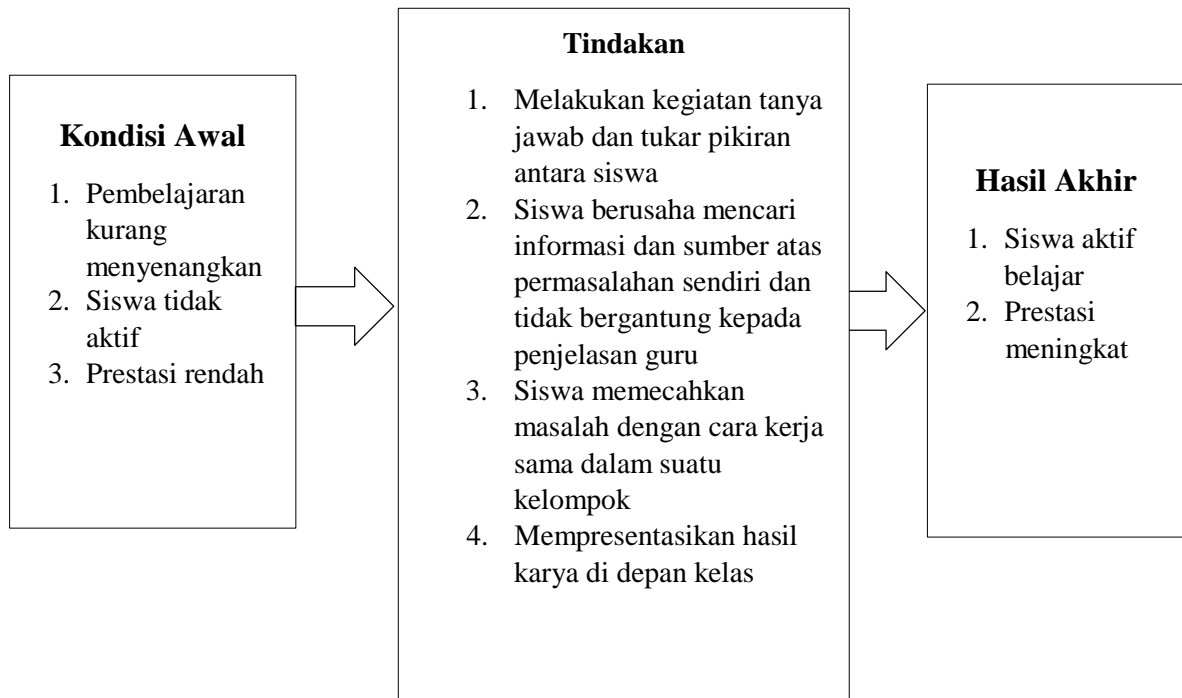 Kondisi Awal
1. Pembelajaran
kurang
menyenangkan
2. Siswa tidak
aktif
3. Prestasi rendah
Tindakan
1. Melakukan kegiatan tanya
jawab dan tukar pikiran
antara siswa
2. Siswa berusaha mencari
informasi dan sumber atas
permasalahan sendiri dan
tidak bergantung kepada
penjelasan guru
3. Siswa memecahkan
masalah dengan cara kerja
sama dalam suatu
kelompok
4. Mempresentasikan hasil
karya di depan kelas
Hasil Akhir
1. Siswa aktif
belajar
2. Prestasi
meningkat